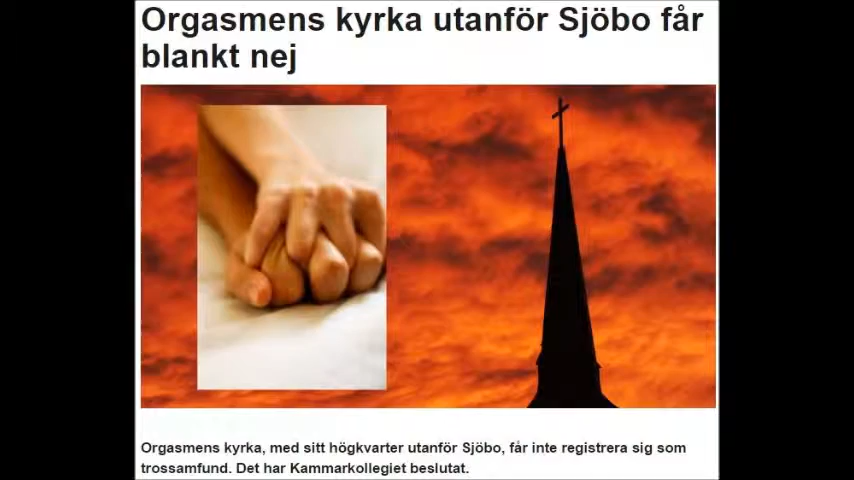 Orgasmens kyrka utanför Sjöbo får
blankt nej
Orgasmens kyrka, med sitt högkvarter utanför Sjöbo, får inte registrera sig som
trossamfund. Det har Kammarkollegiet beslutat.